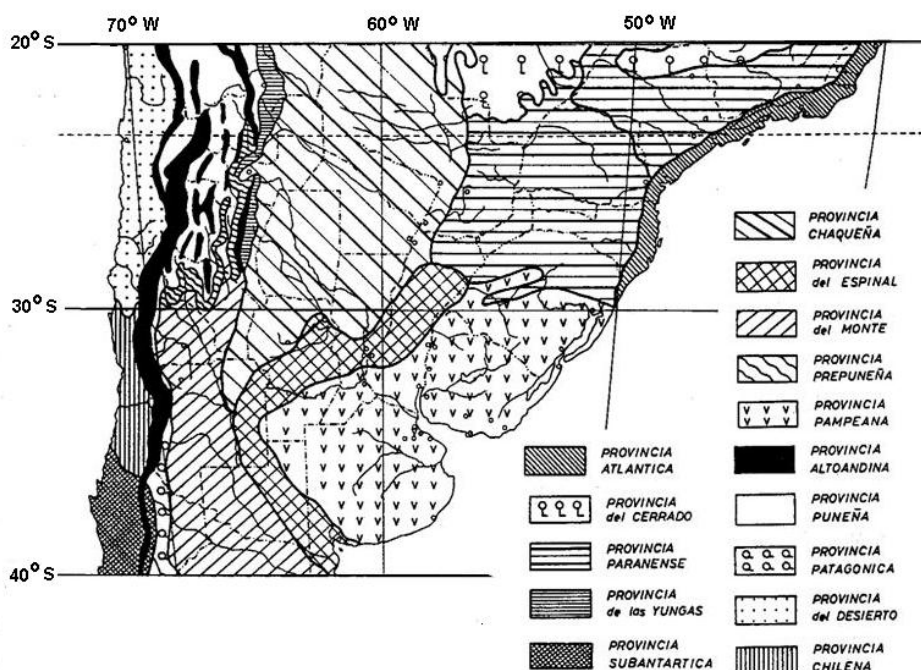 70° W
60° W
50° W
20° S
30° S
40° S
PROVINCIA
CHAQUEÑA
PROVINCIA
del ESPINAL
PROVINCIA
del MONTE
PROVINCIA
PREPUNEÑA
PROVINCIA
PAMPEANA
PROVINCIA
ATLANTICA
PROVINCIA
ALTOANDINA
PROVINCIA
del CERRADO
PROVINCIA
PUNEÑA
PROVINCIA
PARANENSE
PROVINCIA
PATAGONICA
PROVINCIA
de las YUNGAS
PROVINCIA
del DESIERTO
PROVINCIA
SUBANTARTICA
PROVINCIA
CHILENA